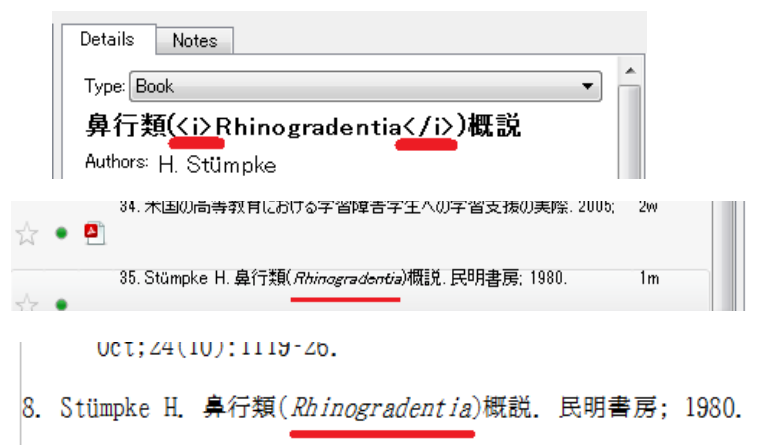 Details Notes
Type: Book
鼻行類(<i>Rhinogradentia</i>)概説
Authors: H. Stümpke
34. 米国の高等教育における学習障害学生への学習支援の実際. 2005; 2w
35. Stümpke H. 鼻行類(Rhinogradentia)概説. 民明書房; 1980. 1m
Oct;24(10):1119-26.
8. Stümpke H. 鼻行類(Rhinogradentia)概説. 民明書房; 1980.